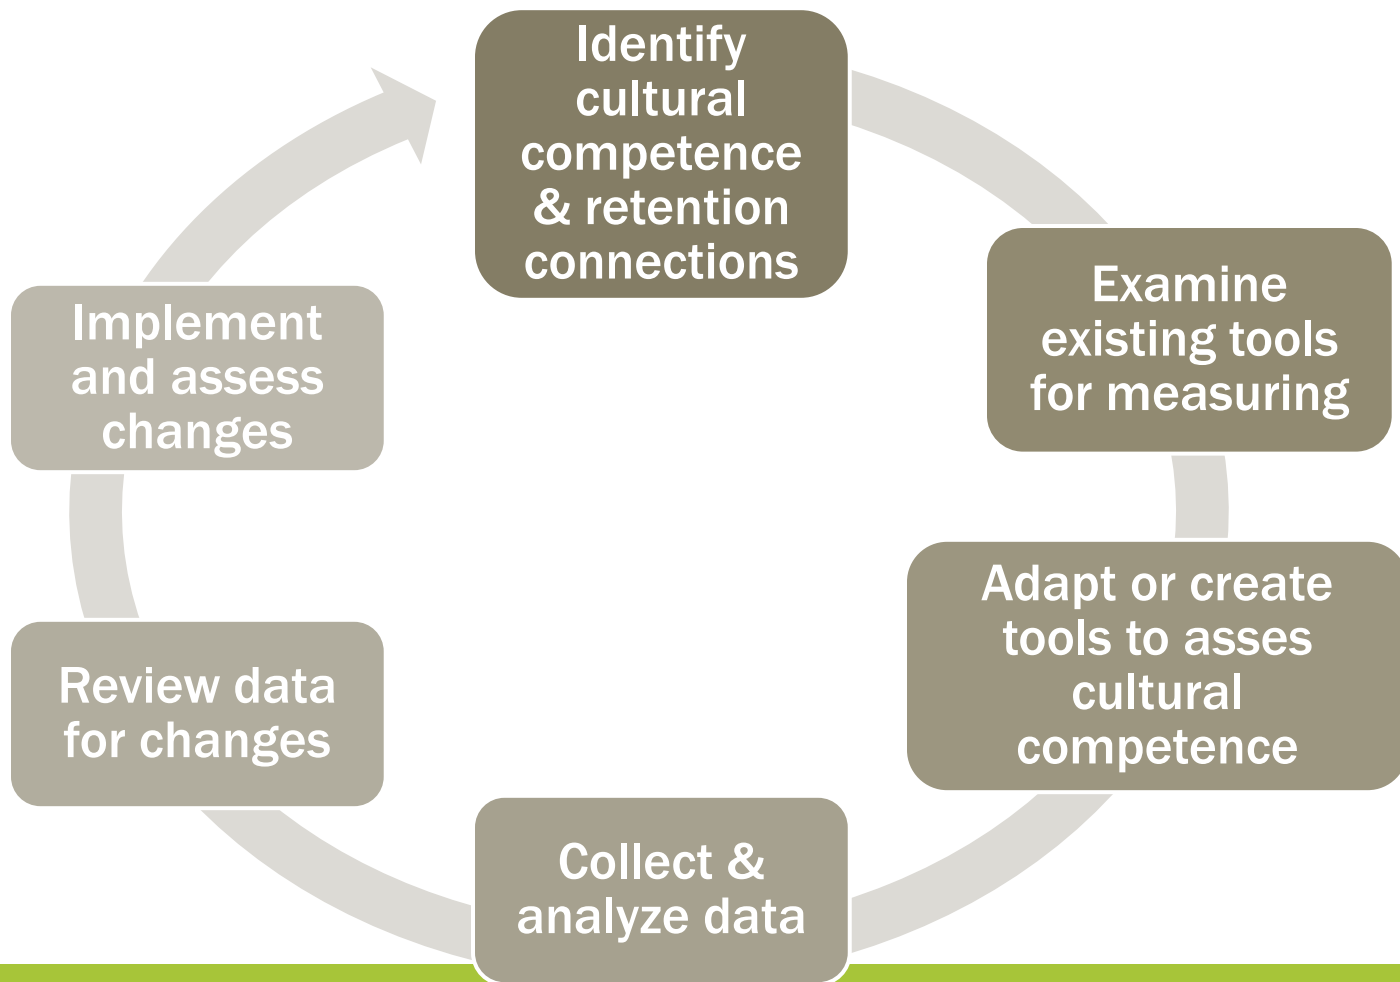 Identify
cultural
competence
& retention
connections
Examine
existing tools
for measuring
Adapt or create
tools to asses
cultural
competence
Collect &
analyze data
Review data
for changes
Implement
and assess
changes